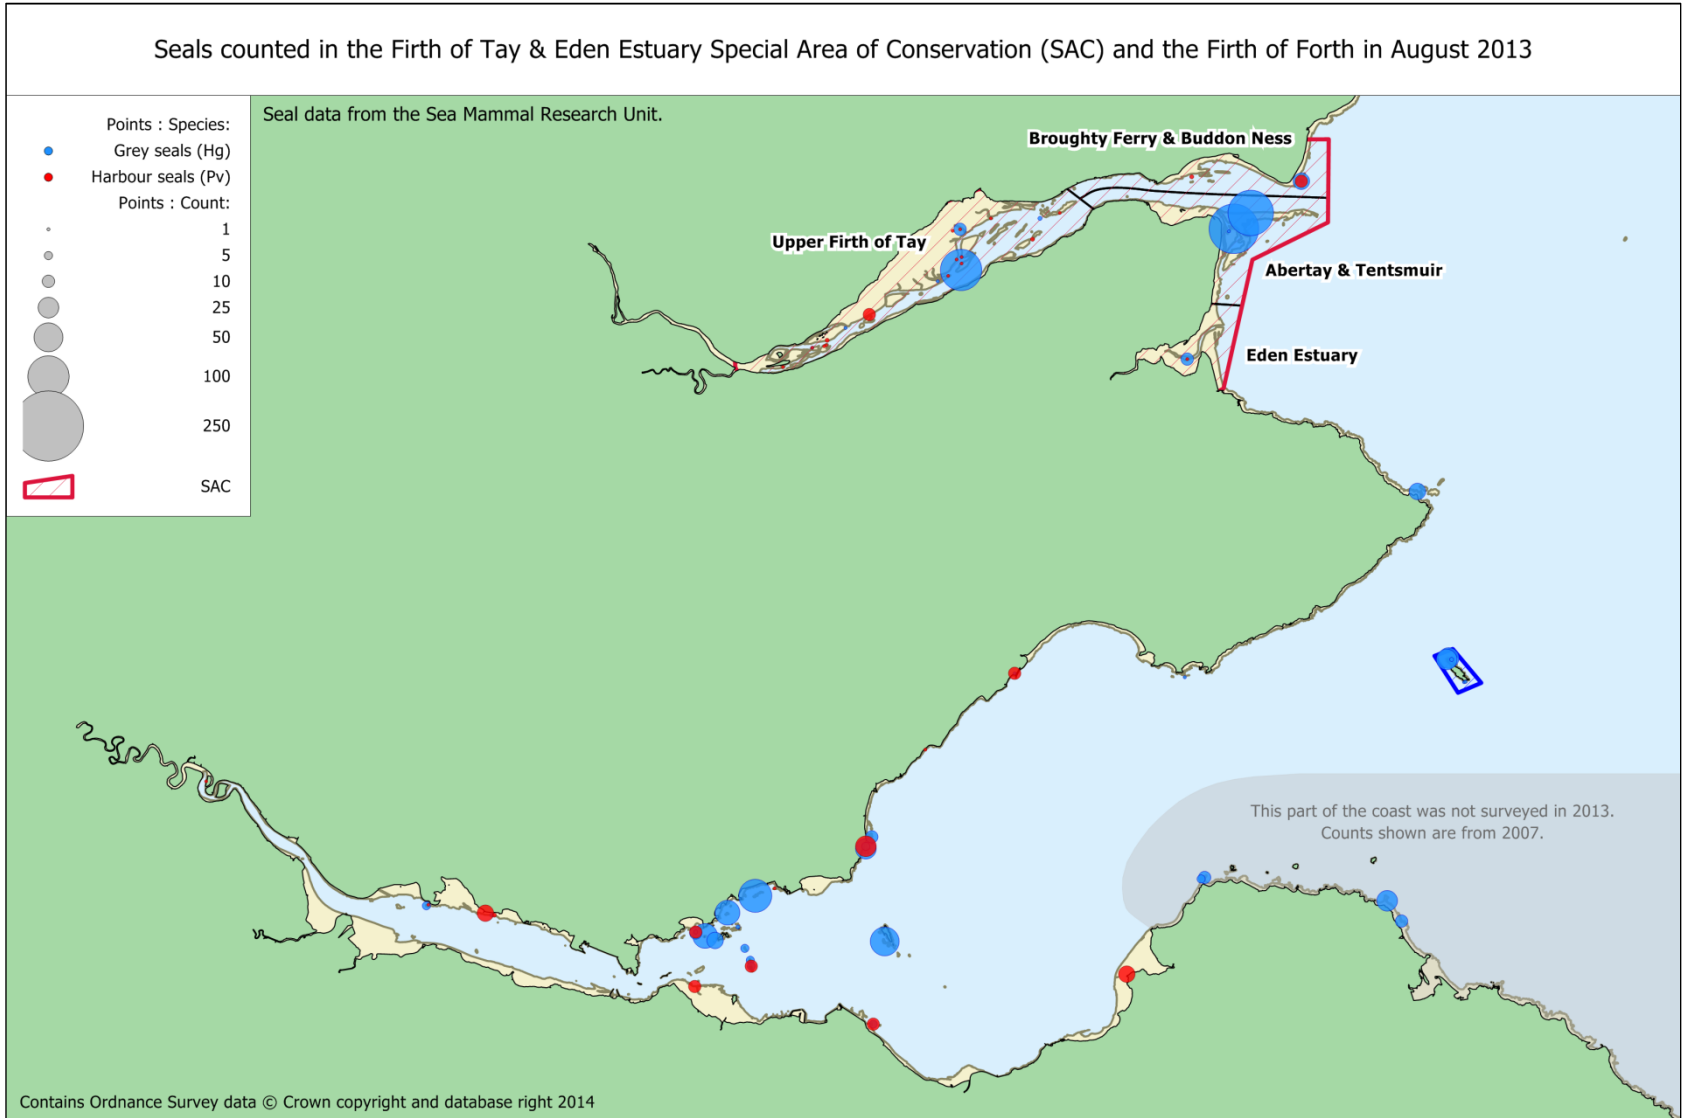 Seals counted in the Firth of Tay & Eden Estuary Special Area of Conservation (SAC) and the Firth of Forth in August 2013
Seal data from the Sea Mammal Research Unit.
Points : Species:
Grey seals (Hg)
Harbour seals (Pv)
Points : Count:
1
5
10
25
50
100
250
SAC
Broughty Ferry & Buddon Ness
Upper Firth of Tay
Abertay & Tentsmuir
Eden Estuary
This part of the coast was not surveyed in 2013.
Counts shown are from 2007.
Contains Ordnance Survey data © Crown copyright and database right 2014